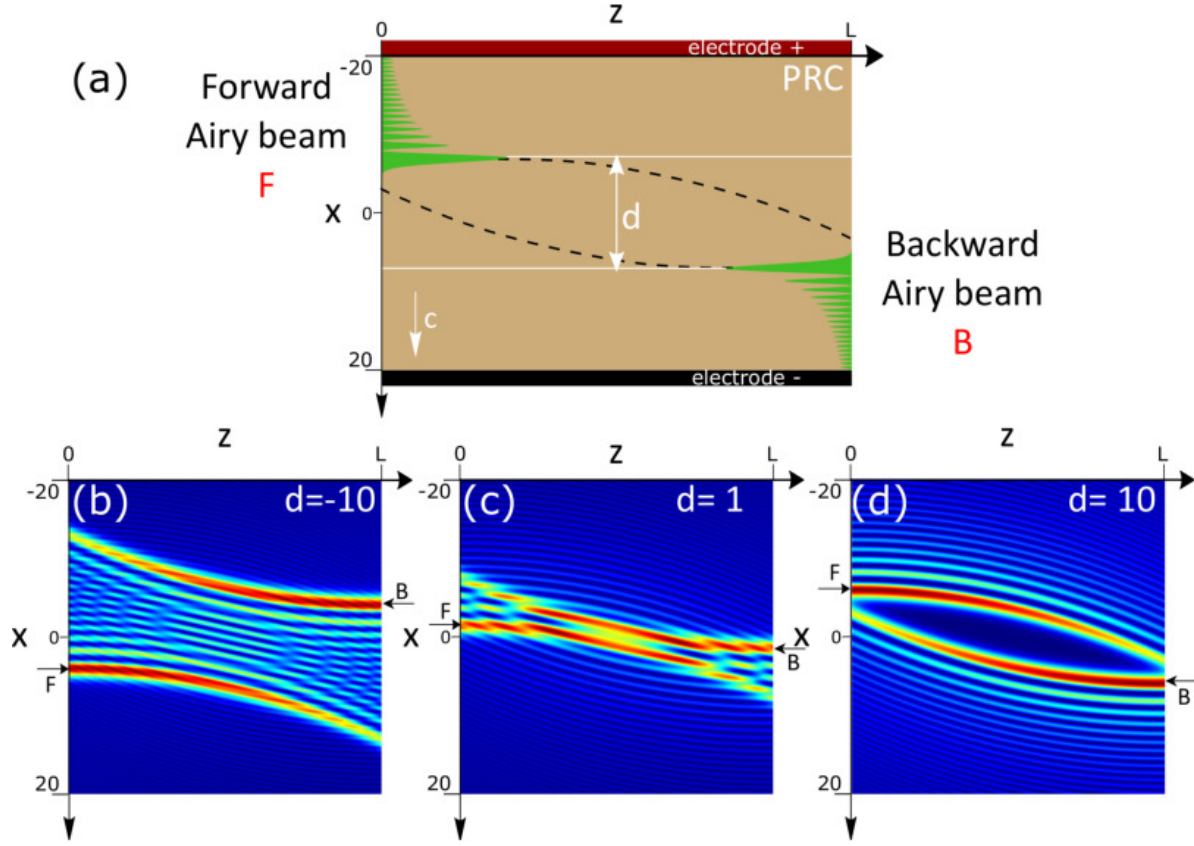 Z
0 L
electrode +
-20
PRC
(a)
Forward
Airy beam
F
X 0
d
Backward
Airy beam
B
c
20
electrode -
Z Z Z
0 L 0 L 0 L
-20 -20 -20
(b) d=-10 (c) d= 1 (d) d= 10
B
F
X 0
F
X 0
B
F
X 0
B
20 20 20